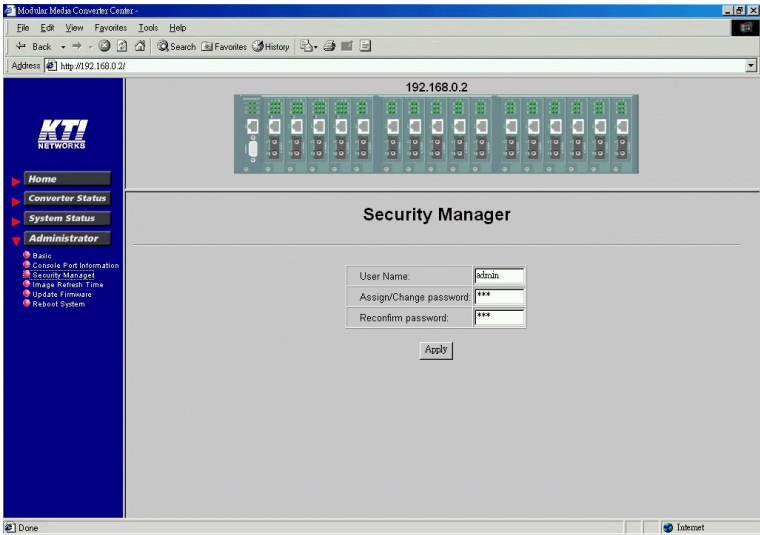 Modular Media Converter Center -
File Edit View Favorites Tools Help
Back Search Favorites History
Address http://192.168.0.2/
192.168.0.2
KTI
NETWORKS
Home
Converter Status
System Status
Administrator
Basic
Console Port Information
Security Manager
Image Refresh Time
Update Firmware
Reboot System
Security Manager
User Name: admin
Assign/Change password: ***
Reconfirm password: ***
Apply
Done Internet